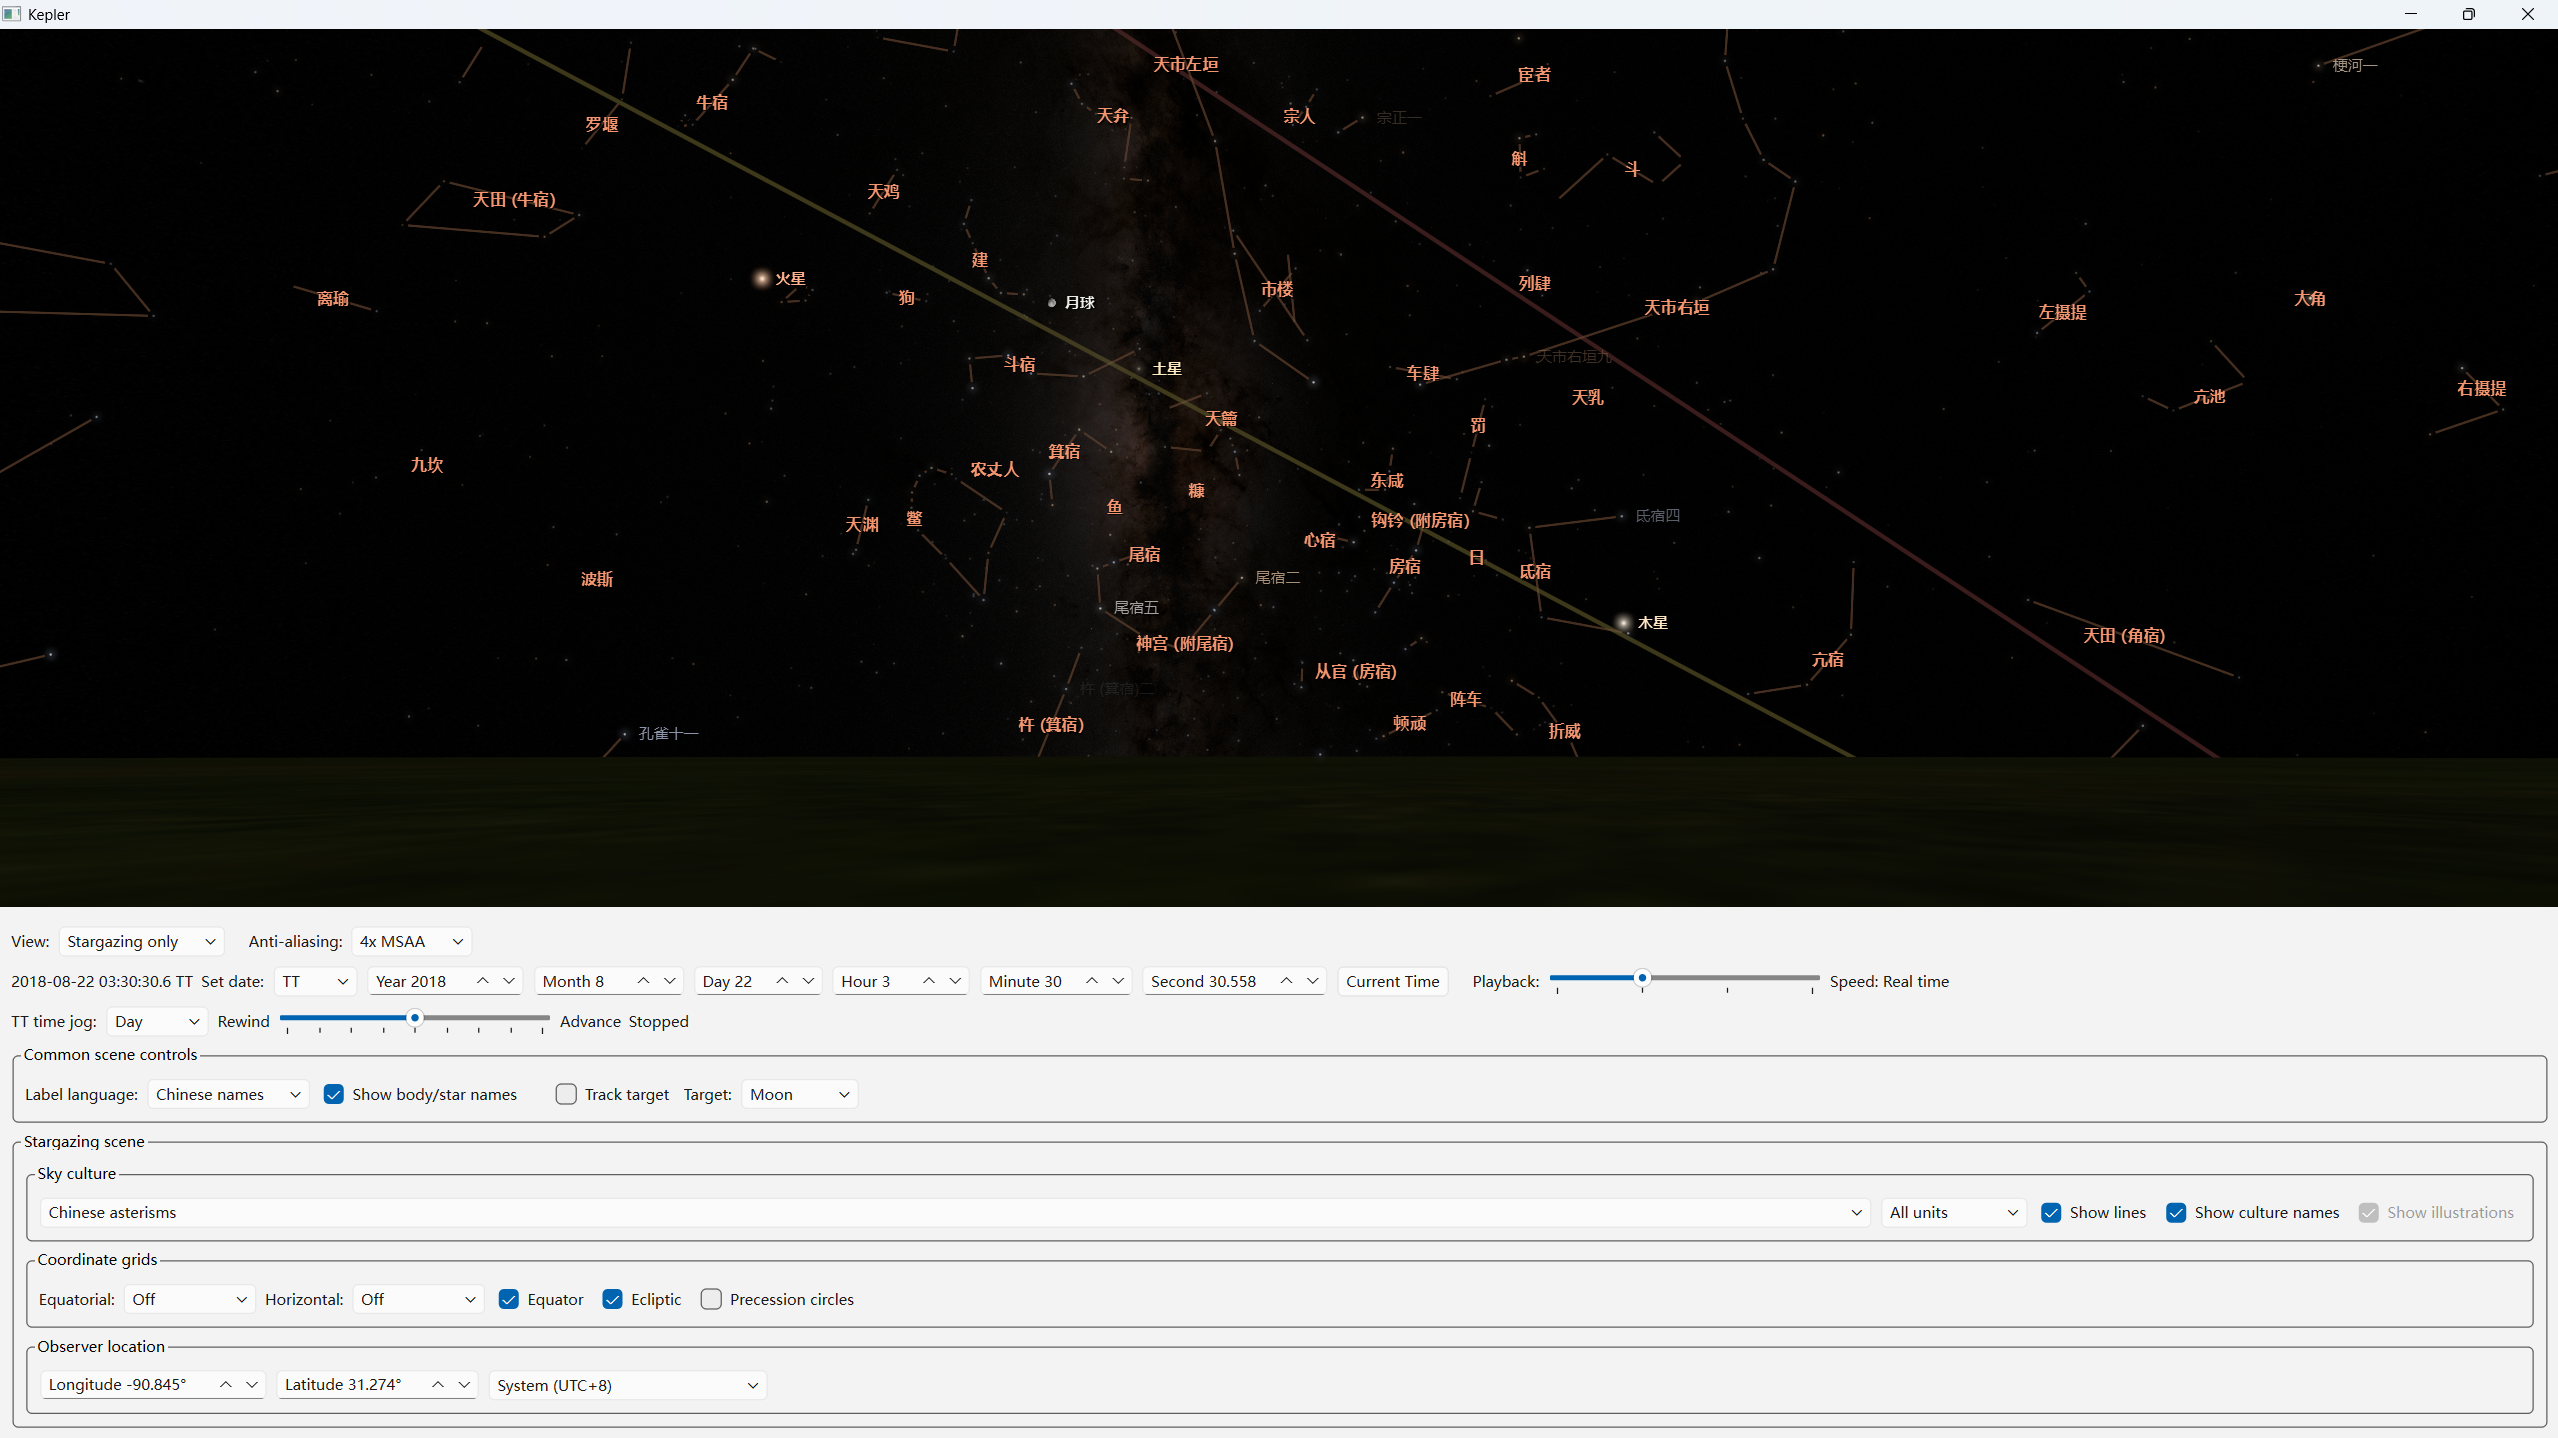 Kepler
天市左垣
宦者
梗河一
牛宿
罗堰
天弁
宗人
宗正一
斛
斗
天鸡
天田 (牛宿)
建
火星
狗
月球
市楼
列肆
离瑜
天市右垣
左摄提
大角
斗宿
土星
天市右垣九
车肆
天乳
亢池
右摄提
天籥
罚
箕宿
九坎
农丈人
东咸
糠
鱼
天渊
鳖
钩钤 (附房宿)
氐宿四
心宿
尾宿
日
房宿
氐宿
波斯
尾宿二
尾宿五
木星
神宫 (附尾宿)
天田 (角宿)
亢宿
从官 (房宿)
杵 (箕宿)二
阵车
杵 (箕宿)
顿顽
折威
孔雀十一
View: Stargazing only Anti-aliasing: 4x MSAA
2018-08-22 03:30:30.6 TT Set date: TT Year 2018 Month 8 Day 22 Hour 3 Minute 30 Second 30.558 Current Time Playback: Speed: Real time
TT time jog: Day Rewind Advance Stopped
Common scene controls
Label language: Chinese names Show body/star names Track target Target: Moon
Stargazing scene
Sky culture
Chinese asterisms All units Show lines Show culture names Show illustrations
Coordinate grids
Equatorial: Off Horizontal: Off Equator Ecliptic Precession circles
Observer location
Longitude -90.845° Latitude 31.274° System (UTC+8)